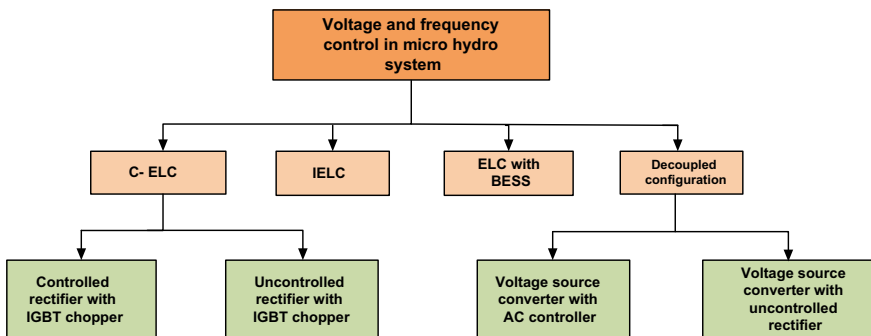 Voltage and frequency
control in micro hydro
system
C- ELC
IELC
ELC with
BESS
Decoupled
configuration
Controlled
rectifier with
IGBT chopper
Uncontrolled
rectifier with
IGBT chopper
Voltage source
converter with
AC controller
Voltage source
converter with
uncontrolled
rectifier